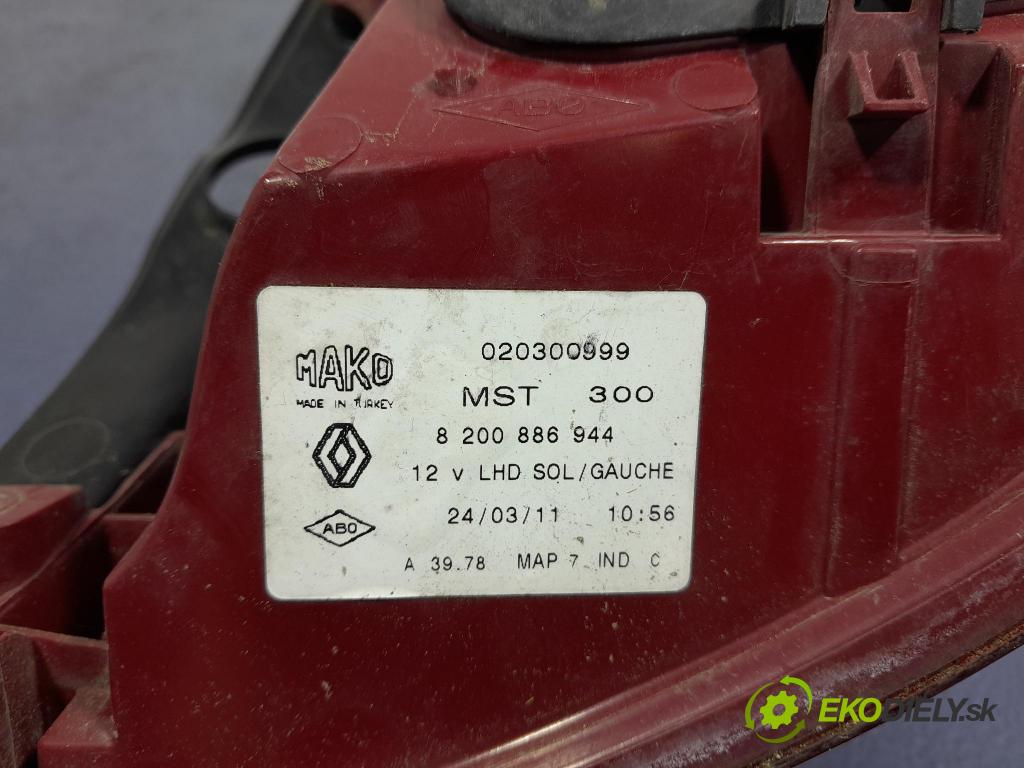 ABO
020300999
MAKO
MADE IN TURKEY
MST 300
8 200 886 944
12 v LHD SOL/GAUCHE
24/03/11 10:56
ABO
A 39.78 MAP 7 IND C
EKODIELY.sk